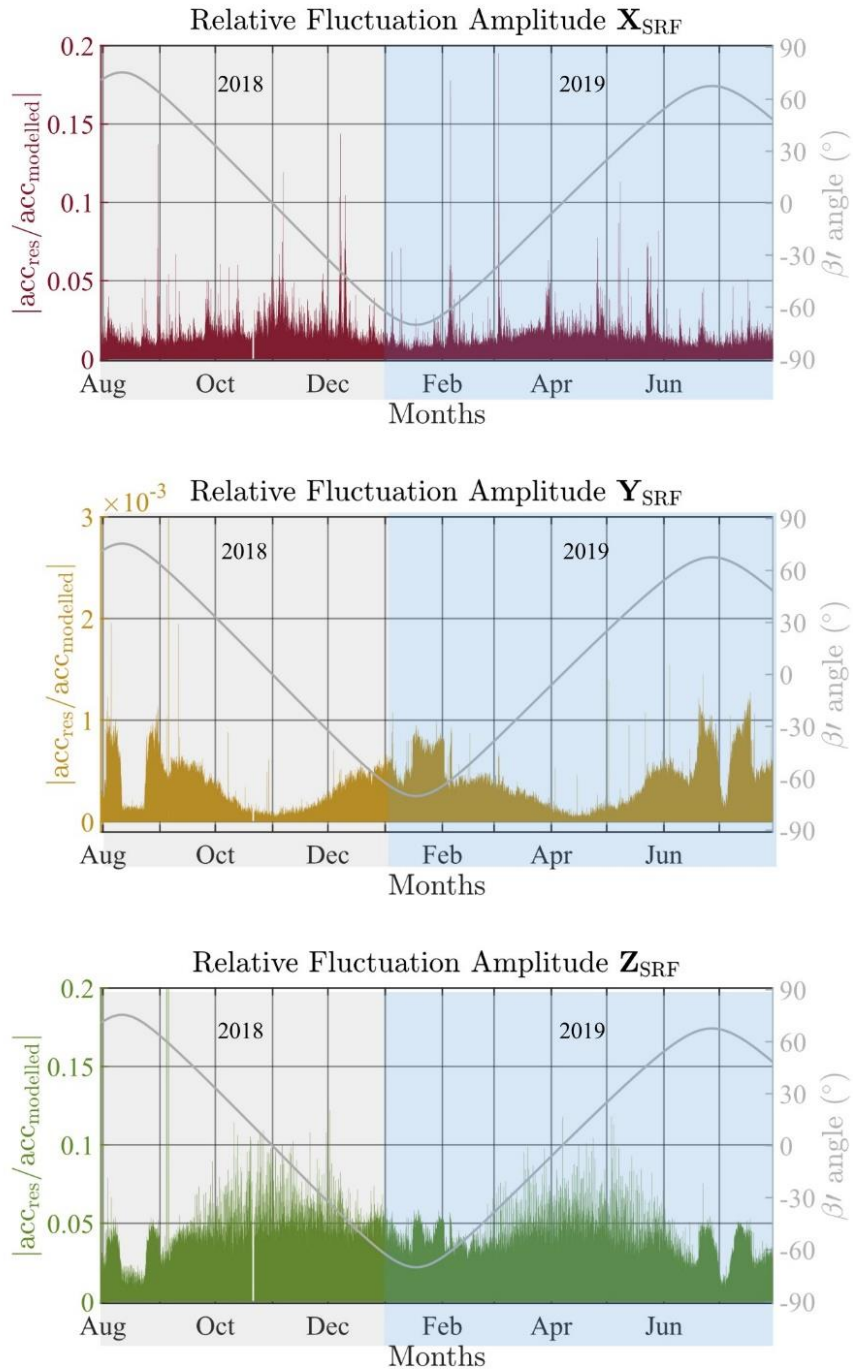 Relative Fluctuation Amplitude X_SRF
0.2
0.15
0.1
0.05
0
|acc_res/acc_modelled|
2018
2019
90
60
30
0
-30
-60
-90
β′ angle (°)
Aug Oct Dec Feb Apr Jun
Months
Relative Fluctuation Amplitude Y_SRF
×10^-3
3
2
1
0
|acc_res/acc_modelled|
2018
2019
90
60
30
0
-30
-60
-90
β′ angle (°)
Aug Oct Dec Feb Apr Jun
Months
Relative Fluctuation Amplitude Z_SRF
0.2
0.15
0.1
0.05
0
|acc_res/acc_modelled|
2018
2019
90
60
30
0
-30
-60
-90
β′ angle (°)
Aug Oct Dec Feb Apr Jun
Months